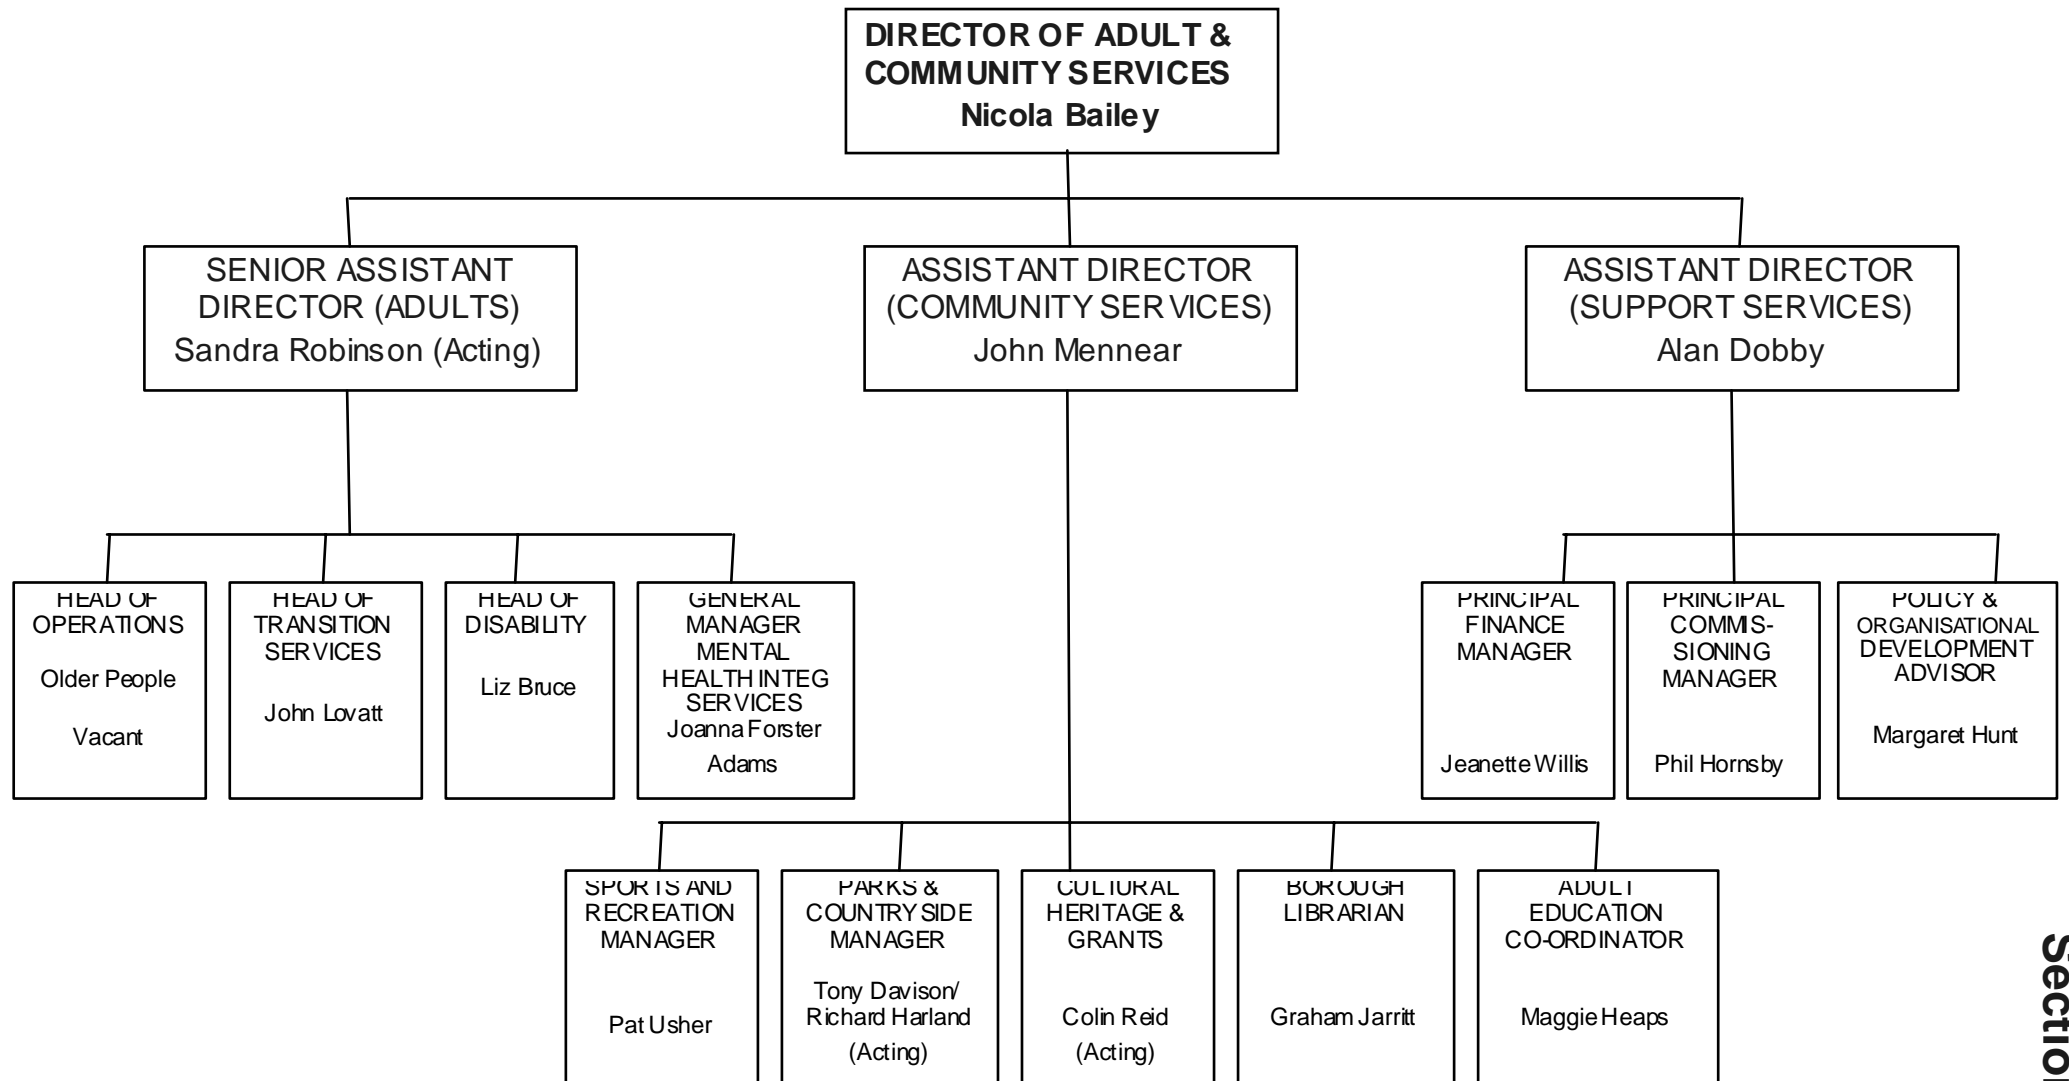 DIRECTOR OF ADULT &
COMMUNITY SERVICES
Nicola Bailey
SENIOR ASSISTANT
DIRECTOR (ADULTS)
Sandra Robinson (Acting)
ASSISTANT DIRECTOR
(COMMUNITY SERVICES)
John Mennear
ASSISTANT DIRECTOR
(SUPPORT SERVICES)
Alan Dobby
HEAD OF
OPERATIONS
Older People
Vacant
HEAD OF
TRANSITION
SERVICES
John Lovatt
HEAD OF
DISABILITY
Liz Bruce
GENERAL
MANAGER
MENTAL
HEALTH INTEG
SERVICES
Joanna Forster
Adams
PRINCIPAL
FINANCE
MANAGER
Jeanette Willis
PRINCIPAL
COMMIS-
SIONING
MANAGER
Phil Hornsby
POLICY &
ORGANISATIONAL
DEVELOPMENT
ADVISOR
Margaret Hunt
SPORTS AND
RECREATION
MANAGER
Pat Usher
PARKS &
COUNTRYSIDE
MANAGER
Tony Davison/
Richard Harland
(Acting)
CULTURAL
HERITAGE &
GRANTS
Colin Reid
(Acting)
BOROUGH
LIBRARIAN
Graham Jarritt
ADULT
EDUCATION
CO-ORDINATOR
Maggie Heaps
Section